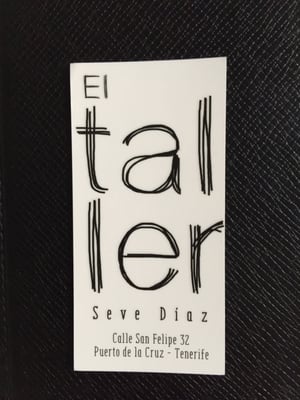 El
tal
ler
Seve Díaz
Calle San Felipe 32
Puerto de la Cruz - Tenerife